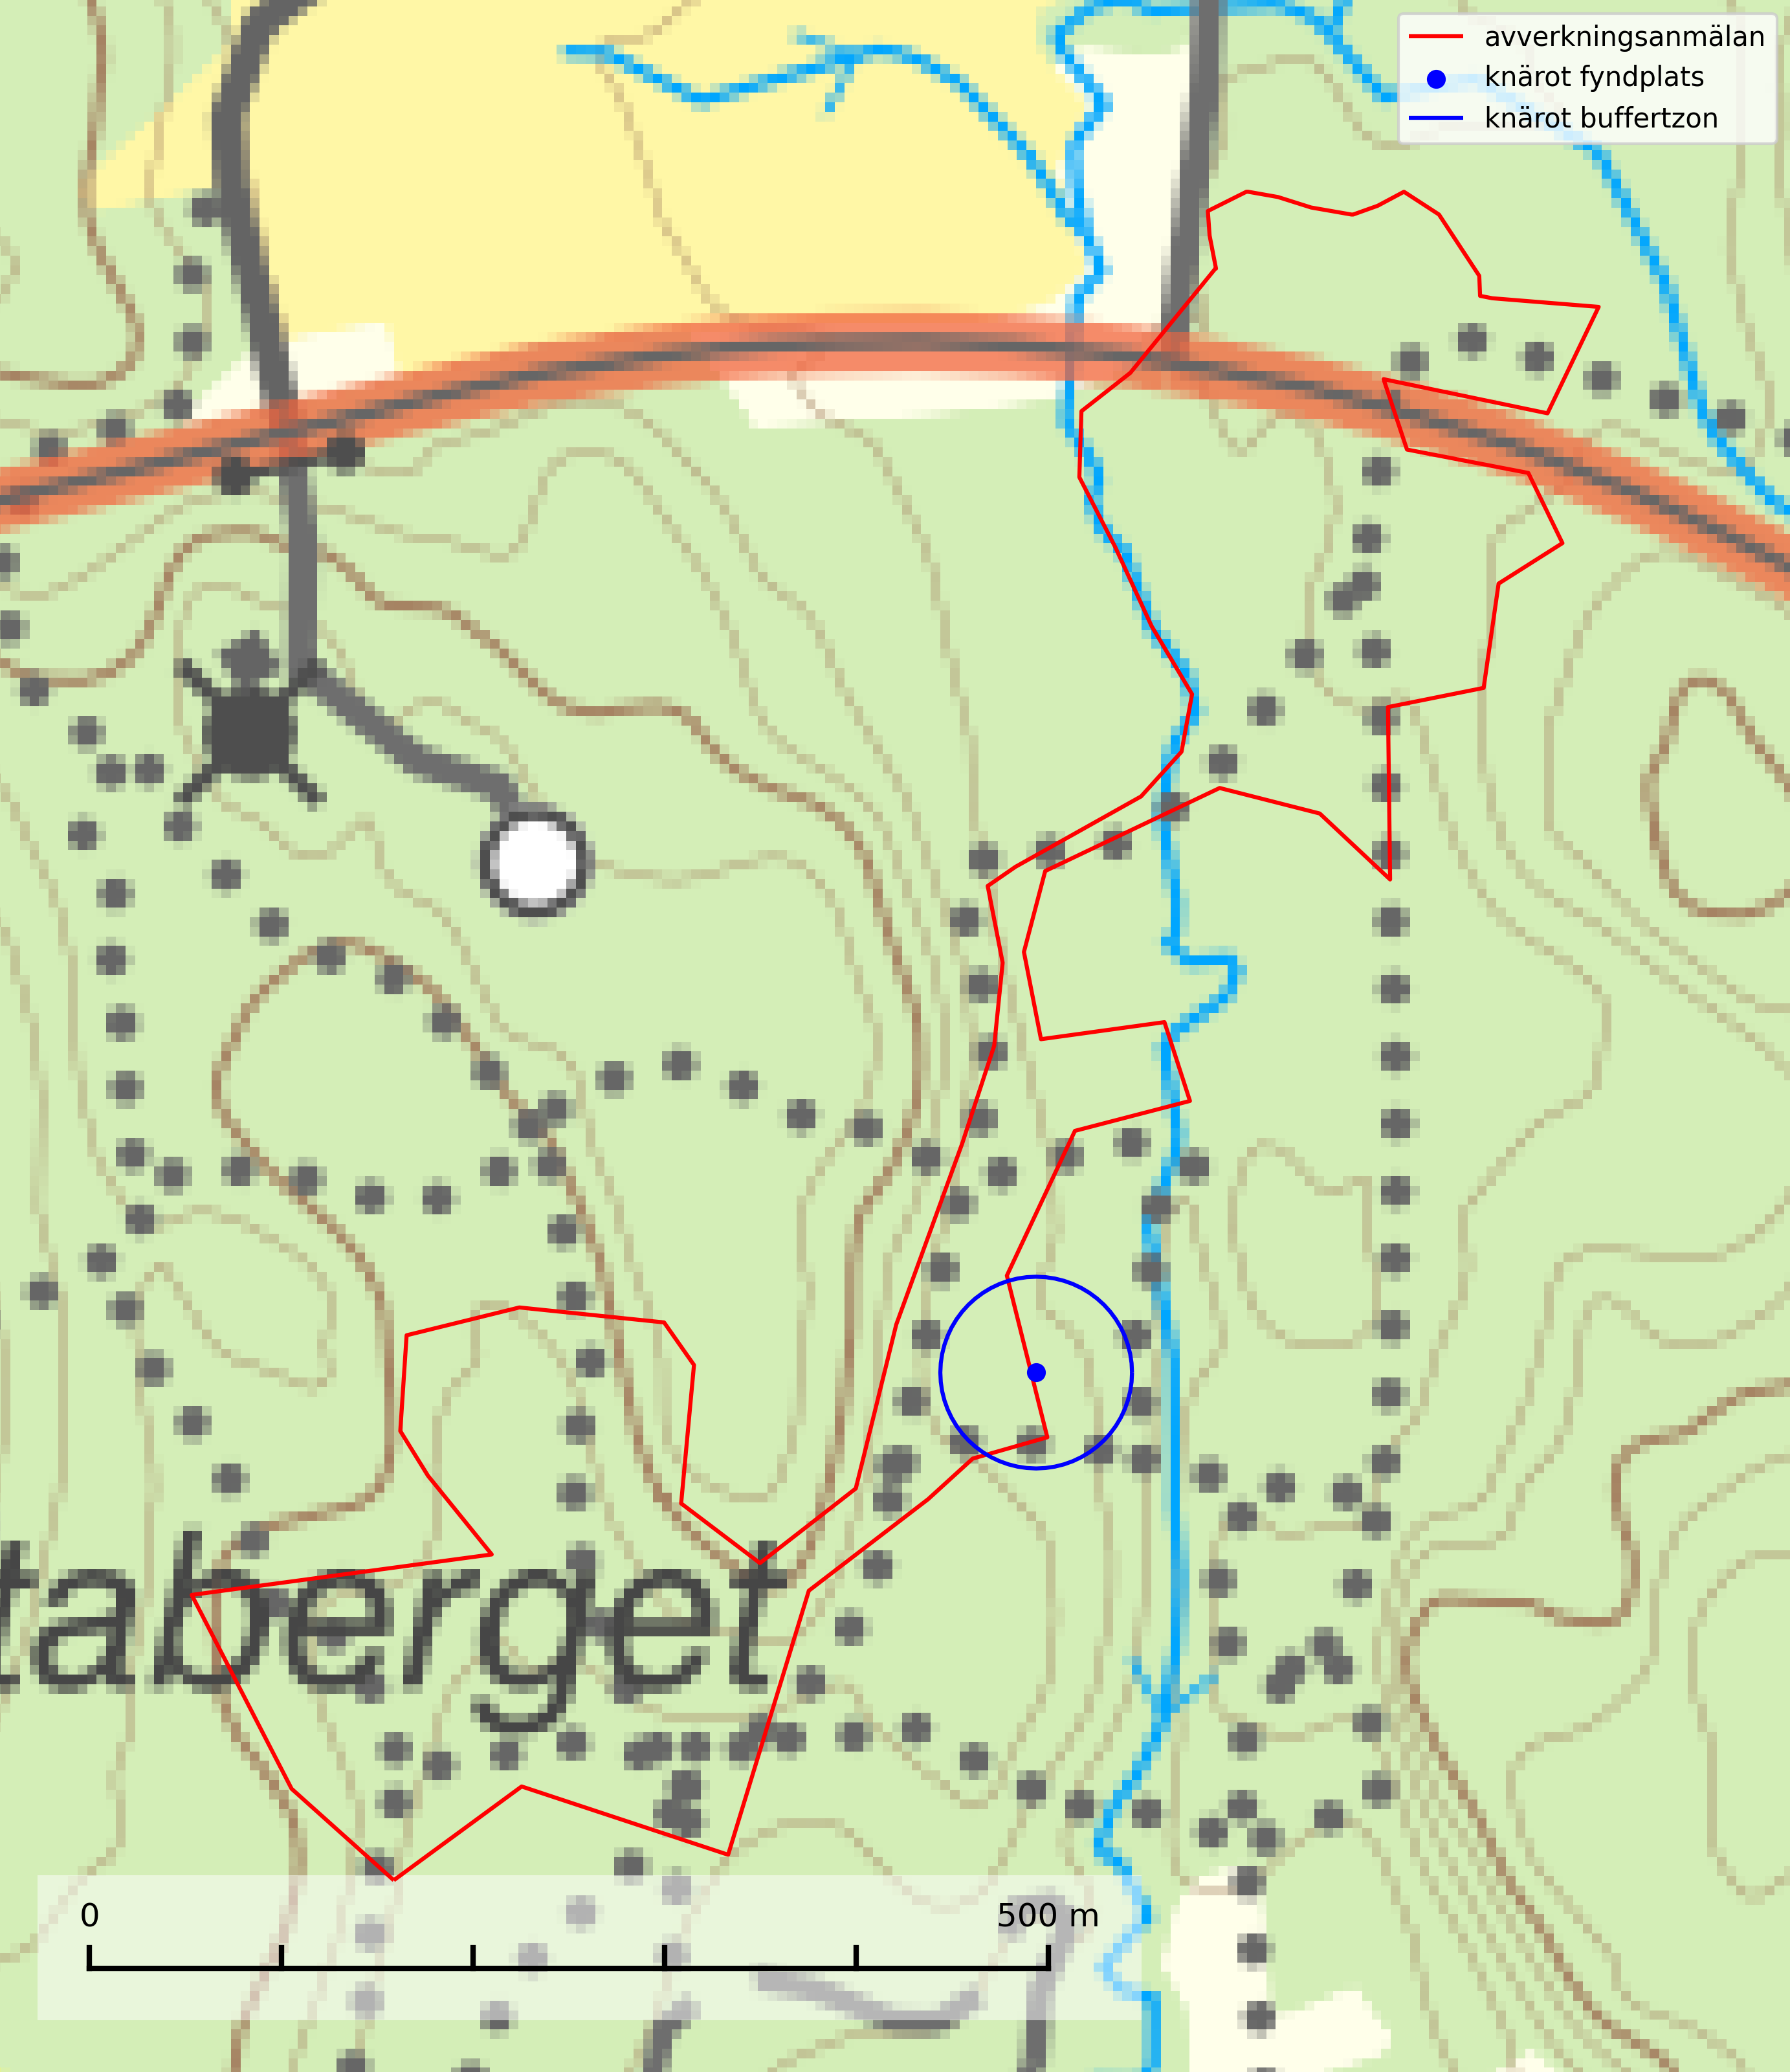 avverkningsanmälan
knärot fyndplats
knärot buffertzon
taberget
0 500 m